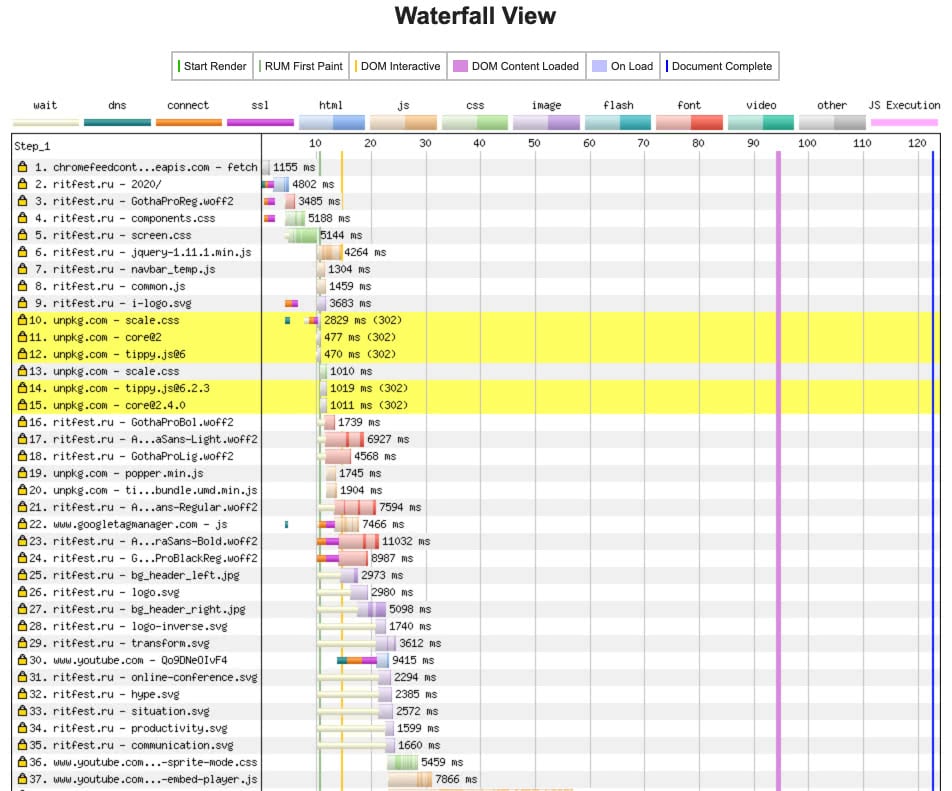 Waterfall View
Start Render RUM First Paint DOM Interactive DOM Content Loaded On Load Document Complete
wait dns connect ssl html js css image flash font video other JS Execution
Step_1 10 20 30 40 50 60 70 80 90 100 110 120
1. chromefeedcont...eapis.com - fetch 1155 ms
2. ritfest.ru - 2020/ 4802 ms
3. ritfest.ru - GothaProReg.woff2 3485 ms
4. ritfest.ru - components.css 5188 ms
5. ritfest.ru - screen.css 5144 ms
6. ritfest.ru - jquery-1.11.1.min.js 4264 ms
7. ritfest.ru - navbar_temp.js 1304 ms
8. ritfest.ru - common.js 1459 ms
9. ritfest.ru - i-logo.svg 3683 ms
10. unpkg.com - scale.css 2829 ms (302)
11. unpkg.com - core@2 477 ms (302)
12. unpkg.com - tippy.js@6 470 ms (302)
13. unpkg.com - scale.css 1010 ms
14. unpkg.com - tippy.js@6.2.3 1019 ms (302)
15. unpkg.com - core@2.4.0 1011 ms (302)
16. ritfest.ru - GothaProBol.woff2 1739 ms
17. ritfest.ru - A...aSans-Light.woff2 6927 ms
18. ritfest.ru - GothaProLig.woff2 4568 ms
19. unpkg.com - popper.min.js 1745 ms
20. unpkg.com - ti...bundle.umd.min.js 1904 ms
21. ritfest.ru - A...ans-Regular.woff2 7594 ms
22. www.googletagmanager.com - js 7466 ms
23. ritfest.ru - A...raSans-Bold.woff2 11032 ms
24. ritfest.ru - G...ProBlackReg.woff2 8987 ms
25. ritfest.ru - bg_header_left.jpg 2973 ms
26. ritfest.ru - logo.svg 2980 ms
27. ritfest.ru - bg_header_right.jpg 5098 ms
28. ritfest.ru - logo-inverse.svg 1740 ms
29. ritfest.ru - transform.svg 3612 ms
30. www.youtube.com - Qo9DNeOIvF4 9415 ms
31. ritfest.ru - online-conference.svg 2294 ms
32. ritfest.ru - hype.svg 2385 ms
33. ritfest.ru - situation.svg 2572 ms
34. ritfest.ru - productivity.svg 1599 ms
35. ritfest.ru - communication.svg 1660 ms
36. www.youtube.com...-sprite-mode.css 5459 ms
37. www.youtube.com...-embed-player.js 7866 ms